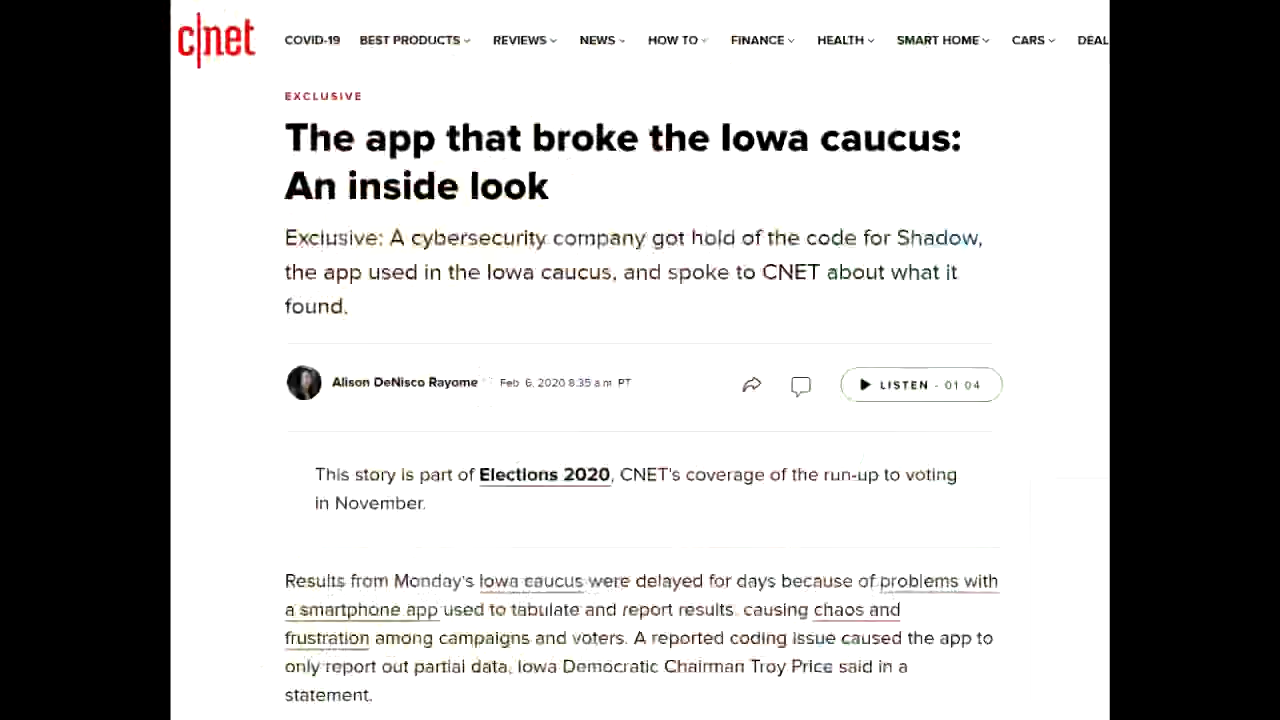 c|net
COVID-19 BEST PRODUCTS REVIEWS NEWS HOW TO FINANCE HEALTH SMART HOME CARS DEAL
EXCLUSIVE
The app that broke the Iowa caucus:
An inside look
Exclusive: A cybersecurity company got hold of the code for Shadow,
the app used in the Iowa caucus, and spoke to CNET about what it
found.
Alison DeNisco Rayome Feb. 6, 2020 8:35 a.m. PT LISTEN - 01:04
This story is part of Elections 2020, CNET's coverage of the run-up to voting
in November.
Results from Monday's Iowa caucus were delayed for days because of problems with
a smartphone app used to tabulate and report results, causing chaos and
frustration among campaigns and voters. A reported coding issue caused the app to
only report out partial data, Iowa Democratic Chairman Troy Price said in a
statement.